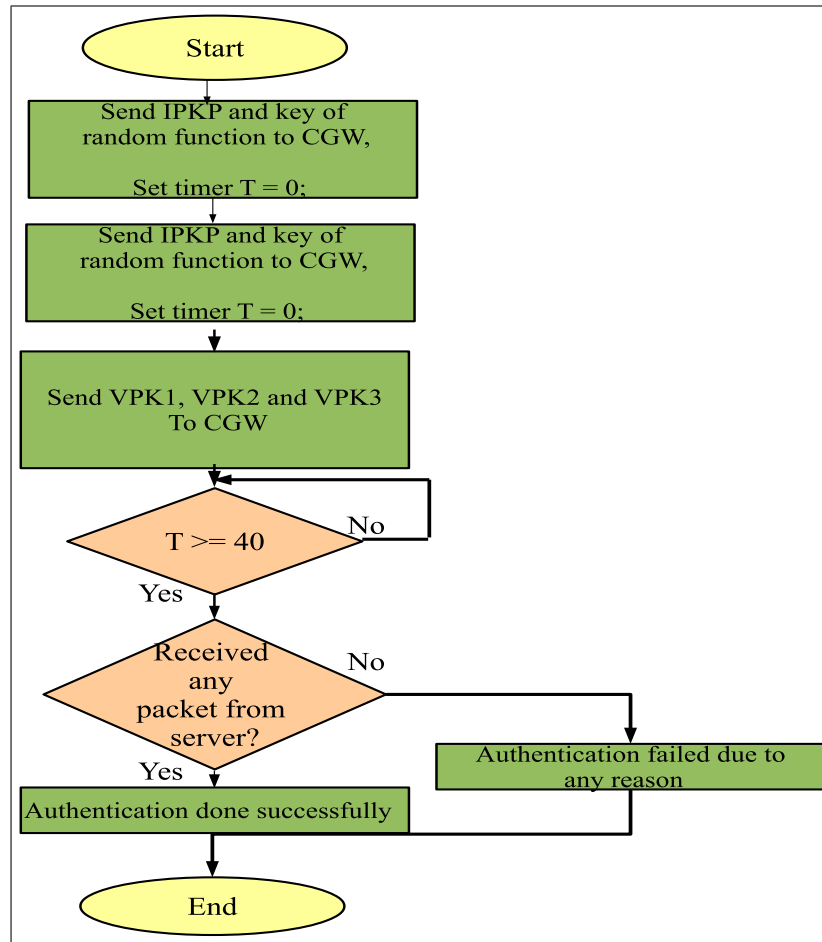 Start
Send IPKP and key of
random function to CGW,
Set timer T = 0;
Send IPKP and key of
random function to CGW,
Set timer T = 0;
Send VPK1, VPK2 and VPK3
To CGW
T >= 40
No
Yes
Received
any
packet from
server?
No
Yes
Authentication failed due to
any reason
Authentication done successfully
End